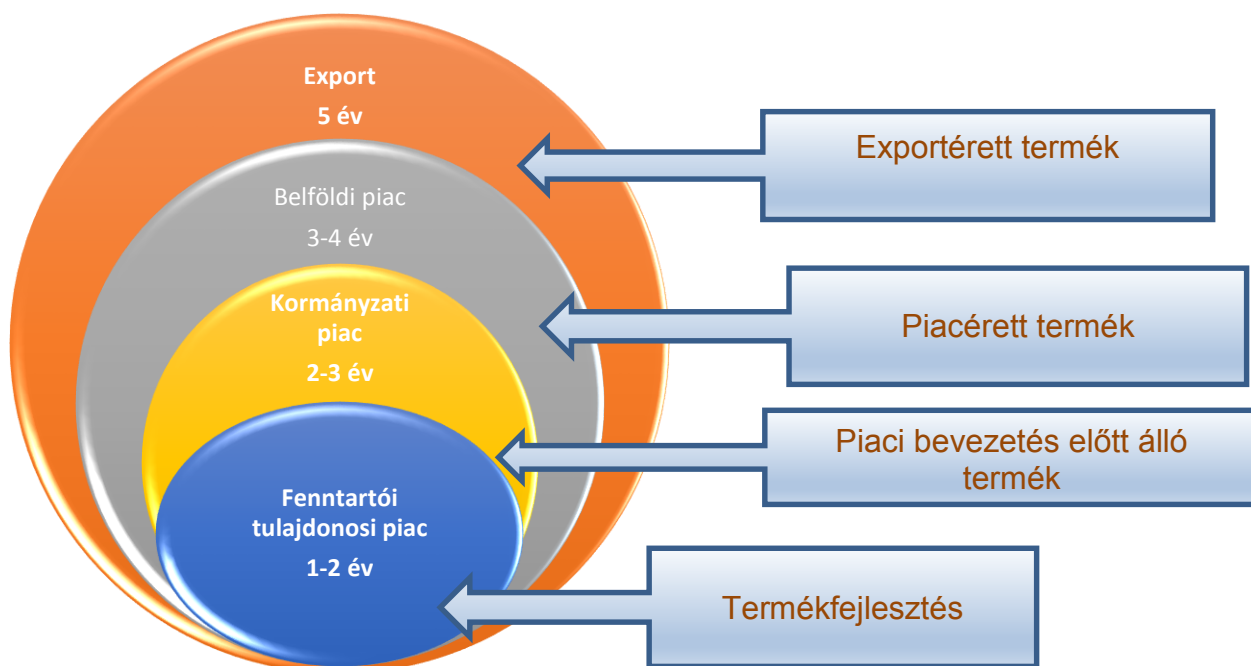 Export
5 év
Exportérett termék
Belföldi piac
3-4 év
Kormányzati
piac
2-3 év
Piacérett termék
Piaci bevezetés előtt álló
termék
Fenntartói
tulajdonosi piac
1-2 év
Termékfejlesztés